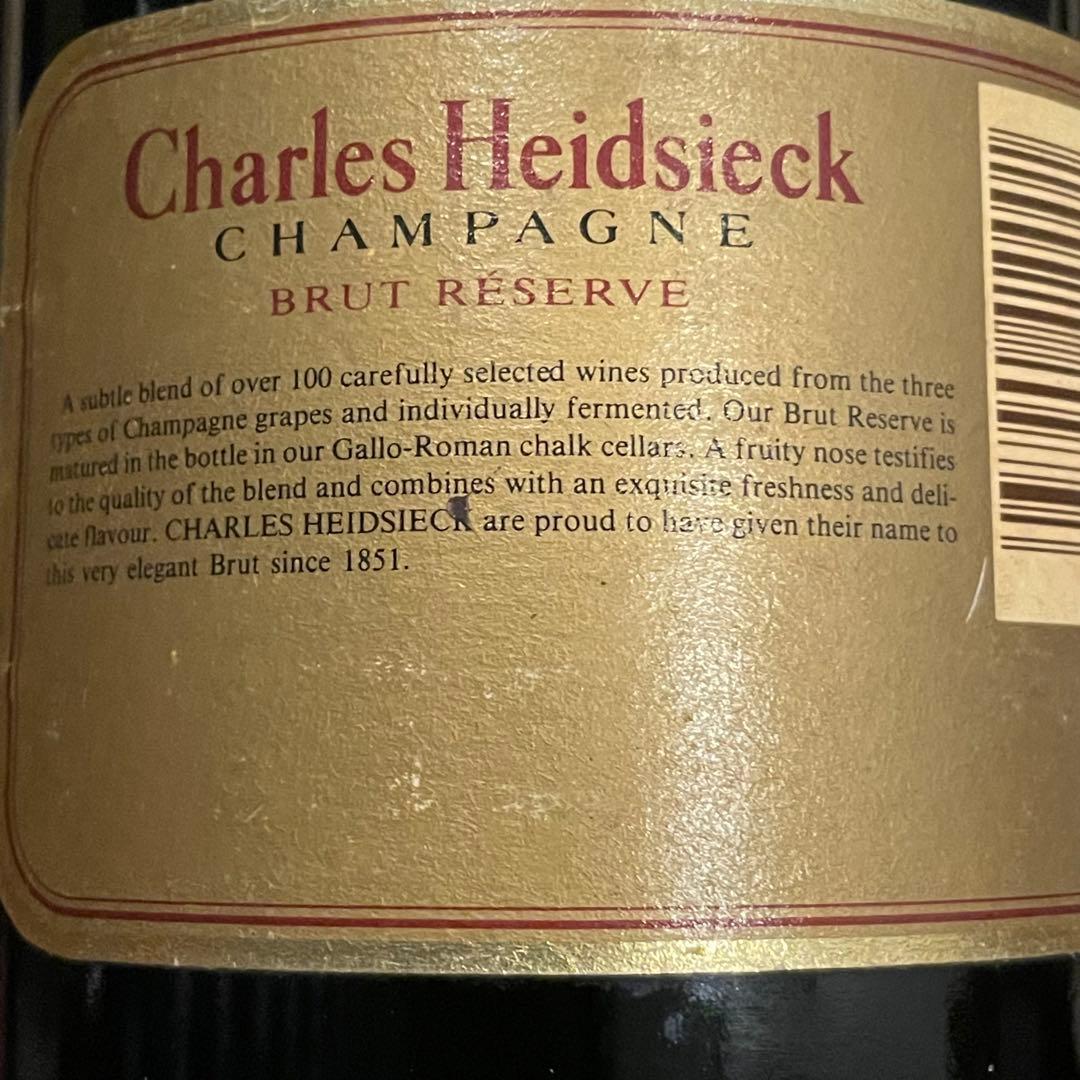 Charles Heidsieck
CHAMPAGNE
BRUT RÉSERVE
A subtle blend of over 100 carefully selected wines produced from the three
types of Champagne grapes and individually fermented. Our Brut Reserve is
matured in the bottle in our Gallo-Roman chalk cellars. A fruity nose testifies
to the quality of the blend and combines with an exquisite freshness and deli-
cate flavour. CHARLES HEIDSIECK are proud to have given their name to
this very elegant Brut since 1851.